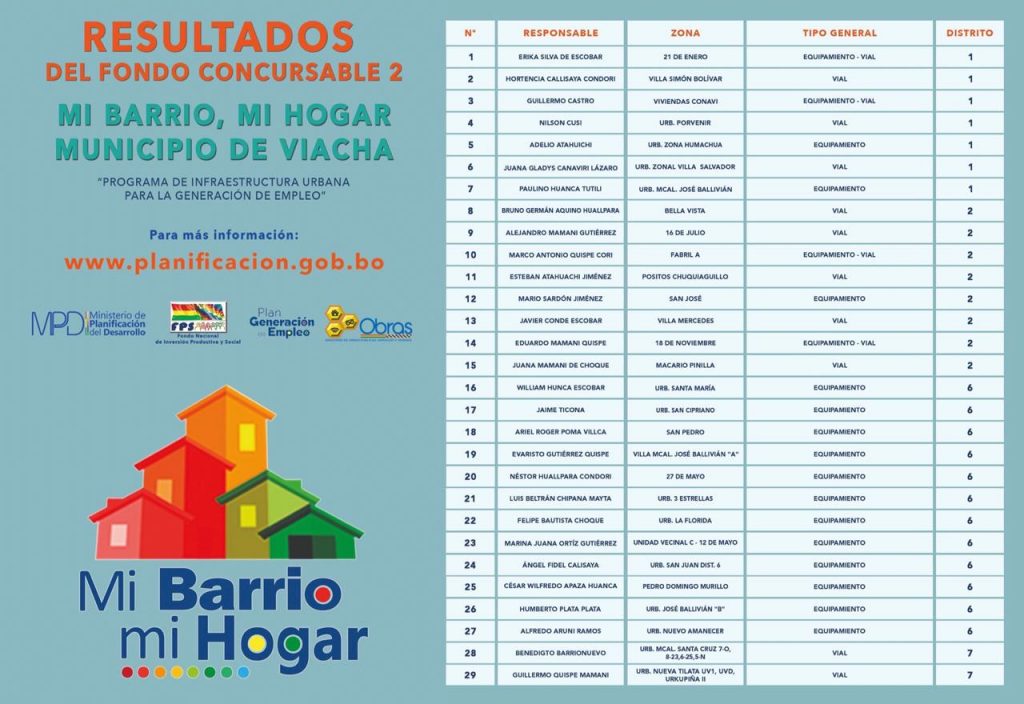 RESULTADOS
DEL FONDO CONCURSABLE 2
MI BARRIO, MI HOGAR
MUNICIPIO DE VIACHA
"PROGRAMA DE INFRAESTRUCTURA URBANA
PARA LA GENERACIÓN DE EMPLEO"
Para más información:
www.planificacion.gob.bo
MPD Ministerio de
Planificación
del Desarrollo
FPS
Fondo Nacional
de Inversión Productiva y Social
Plan
Generación
de Empleo
Obras
Mi Barrio
mi Hogar
N° RESPONSABLE ZONA TIPO GENERAL DISTRITO
1 ERIKA SILVA DE ESCOBAR 21 DE ENERO EQUIPAMIENTO - VIAL 1
2 HORTENCIA CALLISAYA CONDORI VILLA SIMÓN BOLÍVAR VIAL 1
3 GUILLERMO CASTRO VIVIENDAS CONAVI EQUIPAMIENTO - VIAL 1
4 NILSON CUSI URB. PORVENIR VIAL 1
5 ADELIO ATAHUICHI URB. ZONA HUMACHUA EQUIPAMIENTO 1
6 JUANA GLADYS CANAVIRI LÁZARO URB. ZONAL VILLA SALVADOR VIAL 1
7 PAULINO HUANCA TUTILI URB. MCAL. JOSÉ BALLIVIÁN EQUIPAMIENTO 1
8 BRUNO GERMÁN AQUINO HUALLPARA BELLA VISTA VIAL 2
9 ALEJANDRO MAMANI GUTIÉRREZ 16 DE JULIO VIAL 2
10 MARCO ANTONIO QUISPE CORI FABRIL A EQUIPAMIENTO - VIAL 2
11 ESTEBAN ATAHUACHI JIMÉNEZ POSITOS CHUQUIAGUILLO VIAL 2
12 MARIO SARDÓN JIMÉNEZ SAN JOSÉ EQUIPAMIENTO 2
13 JAVIER CONDE ESCOBAR VILLA MERCEDES VIAL 2
14 EDUARDO MAMANI QUISPE 18 DE NOVIEMBRE EQUIPAMIENTO - VIAL 2
15 JUANA MAMANI DE CHOQUE MACARIO PINILLA VIAL 2
16 WILLIAM HUNCA ESCOBAR URB. SANTA MARÍA EQUIPAMIENTO 6
17 JAIME TICONA URB. SAN CIPRIANO EQUIPAMIENTO 6
18 ARIEL ROGER POMA VILLCA SAN PEDRO EQUIPAMIENTO 6
19 EVARISTO GUTIÉRREZ QUISPE VILLA MCAL. JOSÉ BALLIVIÁN "A" EQUIPAMIENTO 6
20 NÉSTOR HUALLPARA CONDORI 27 DE MAYO EQUIPAMIENTO 6
21 LUIS BELTRÁN CHIPANA MAYTA URB. 3 ESTRELLAS EQUIPAMIENTO 6
22 FELIPE BAUTISTA CHOQUE URB. LA FLORIDA EQUIPAMIENTO 6
23 MARINA JUANA ORTÍZ GUTIÉRREZ UNIDAD VECINAL C - 12 DE MAYO EQUIPAMIENTO 6
24 ÁNGEL FIDEL CALISAYA URB. SAN JUAN DIST. 6 EQUIPAMIENTO 6
25 CÉSAR WILFREDO APAZA HUANCA PEDRO DOMINGO MURILLO EQUIPAMIENTO 6
26 HUMBERTO PLATA PLATA URB. JOSÉ BALLIVIÁN "B" EQUIPAMIENTO 6
27 ALFREDO ARUNI RAMOS URB. NUEVO AMANECER EQUIPAMIENTO 6
28 BENEDIGTO BARRIONUEVO URB. MCAL. SANTA CRUZ 7-O, 8-23,6-25,5-N VIAL 7
29 GUILLERMO QUISPE MAMANI URB. NUEVA TILATA UV1, UVD, URKUPIÑA II VIAL 7